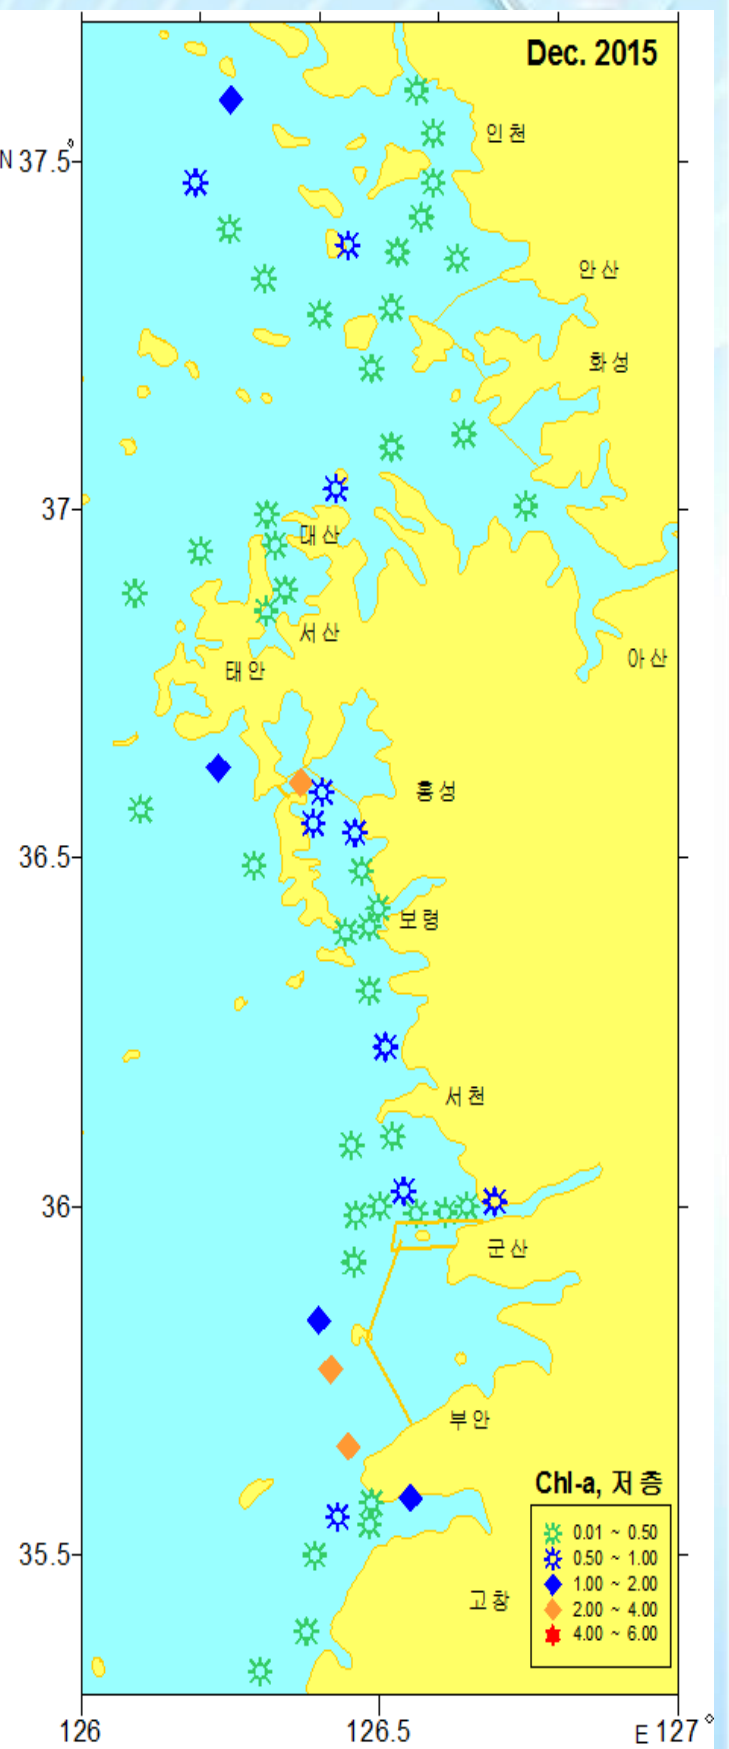 Dec. 2015
인천
N 37.5°
안산
화성
37
대산
서산
아산
태안
홍성
36.5
보령
서천
36
군산
부안
Chl-a, 저층
0.01 ~ 0.50
0.50 ~ 1.00
1.00 ~ 2.00
2.00 ~ 4.00
4.00 ~ 6.00
35.5
고창
126
126.5
E 127°